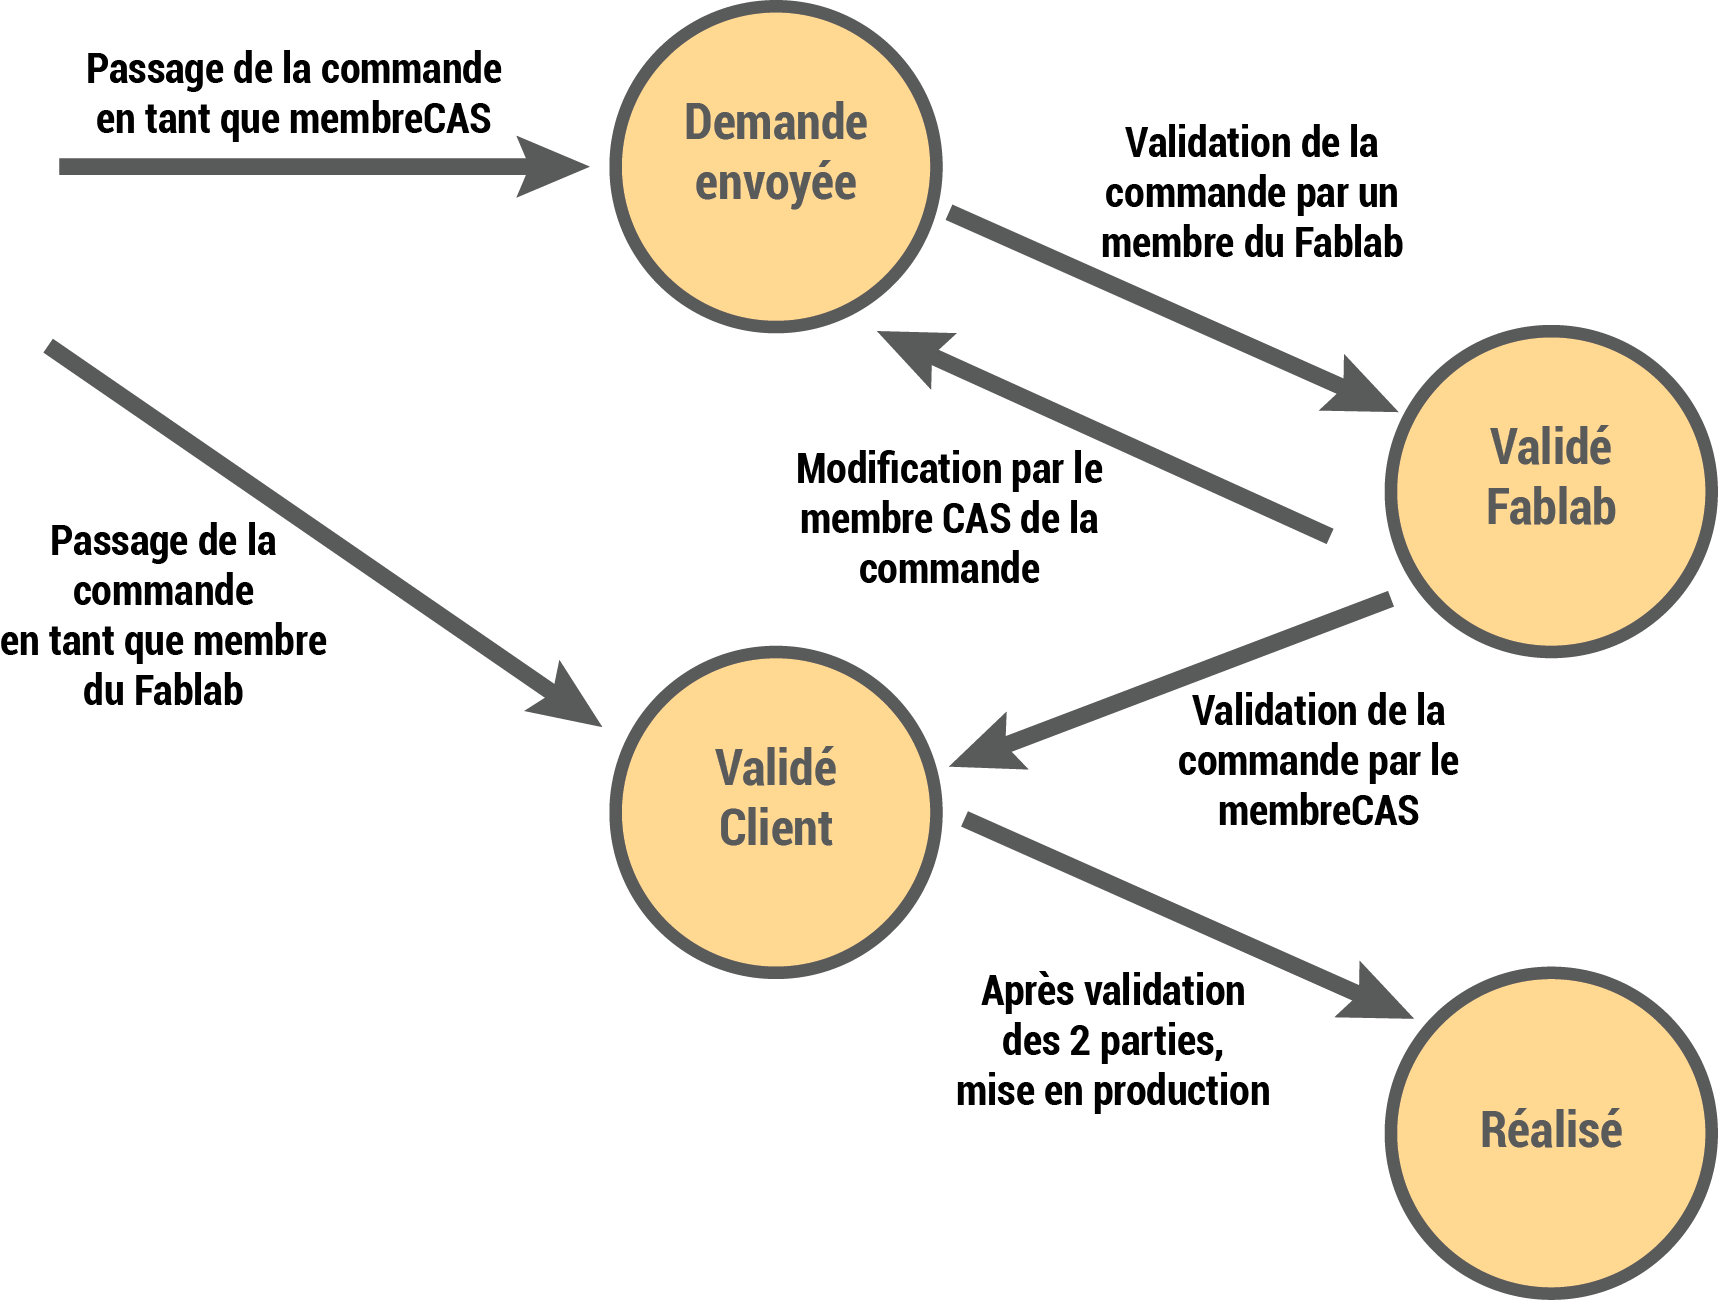 Passage de la commande
en tant que membreCAS
Demande
envoyée
Validation de la
commande par un
membre du Fablab
Validé
Fablab
Modification par le
membre CAS de la
commande
Passage de la
commande
en tant que membre
du Fablab
Validation de la
commande par le
membreCAS
Validé
Client
Après validation
des 2 parties,
mise en production
Réalisé